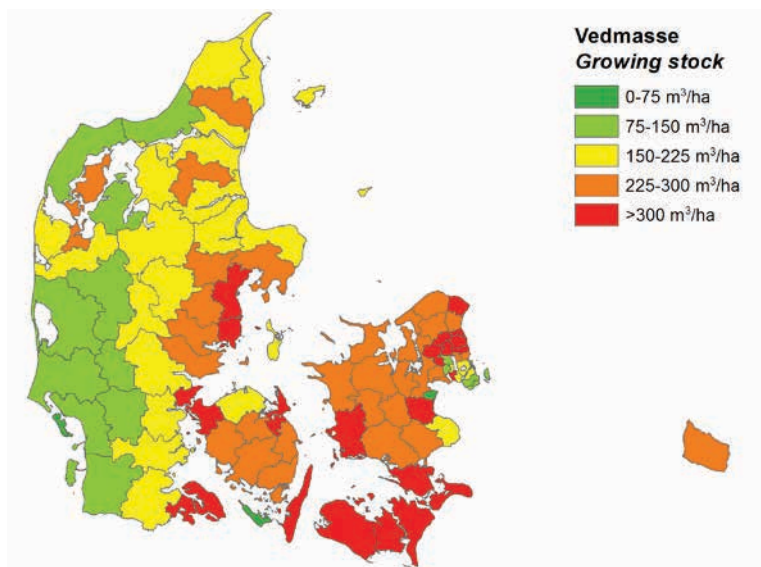 Vedmasse
Growing stock
0-75 m³/ha
75-150 m³/ha
150-225 m³/ha
225-300 m³/ha
>300 m³/ha